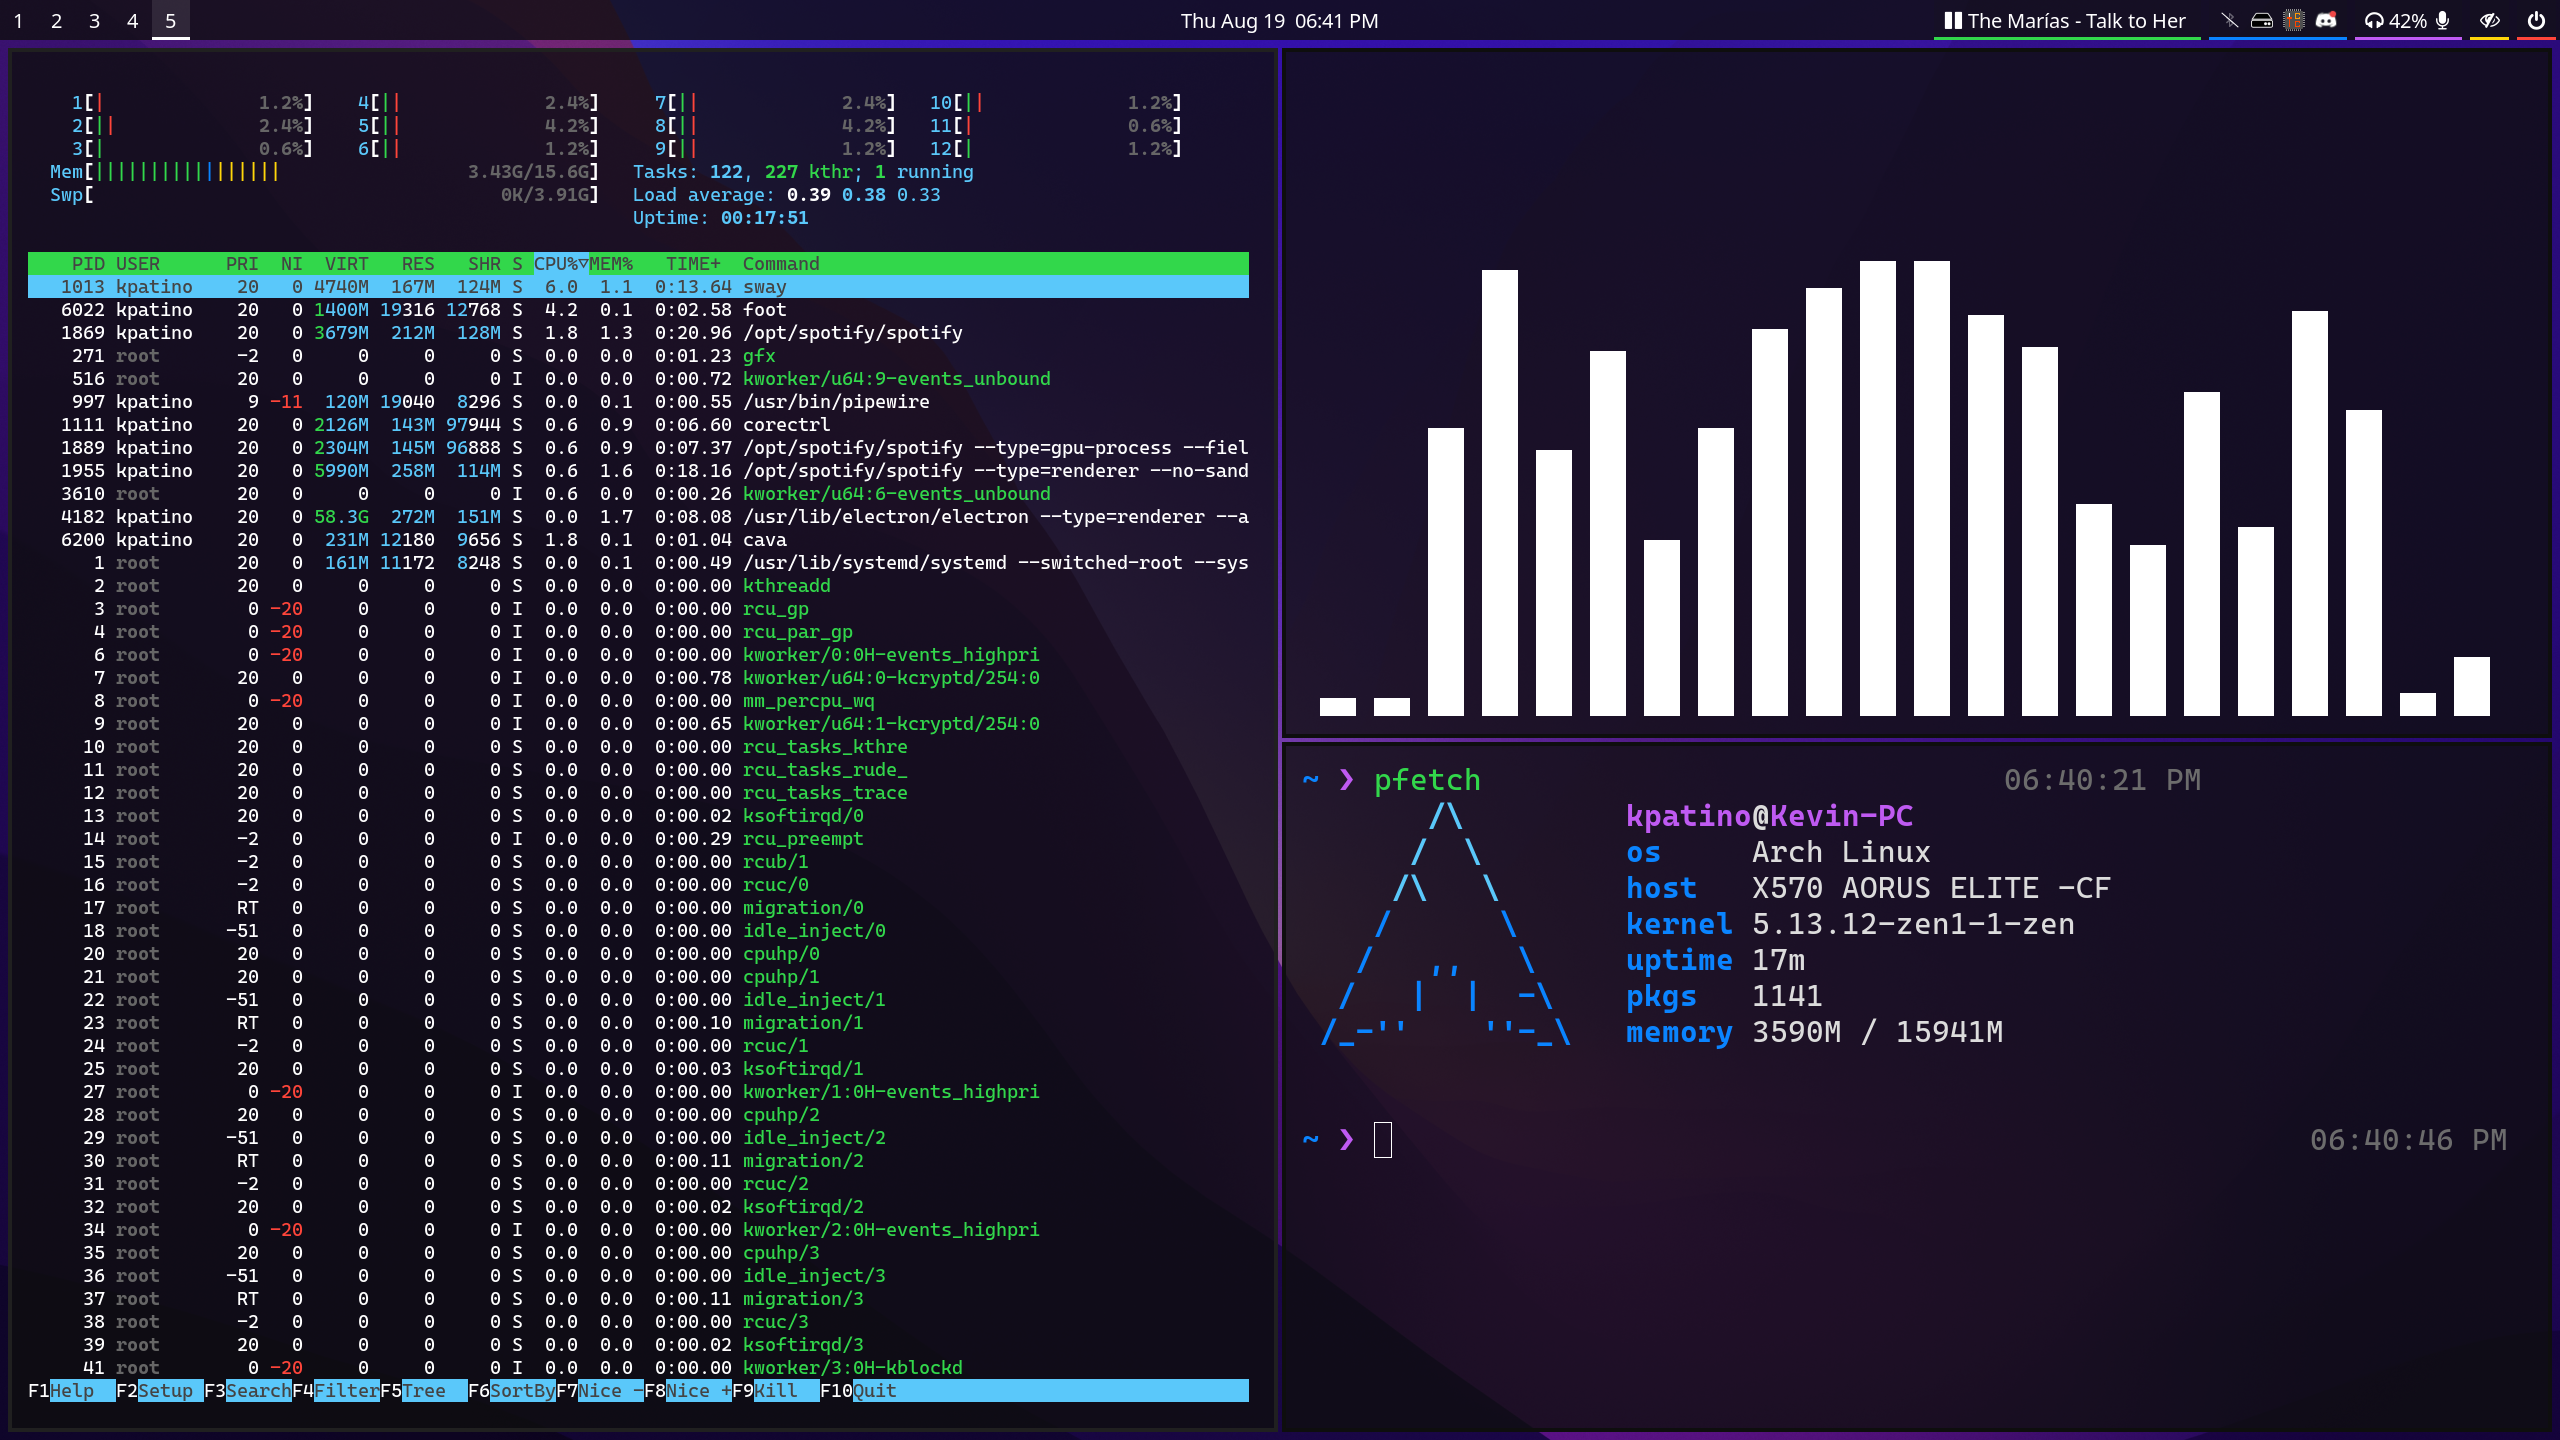 1 2 3 4 5
Thu Aug 19 06:41 PM
The Marías - Talk to Her
42%
1[| 1.2%] 4[|| 2.4%] 7[|| 2.4%] 10[|| 1.2%]
2[|| 2.4%] 5[|| 4.2%] 8[|| 4.2%] 11[| 0.6%]
3[| 0.6%] 6[|| 1.2%] 9[|| 1.2%] 12[| 1.2%]
Mem[||||||||||||||||| 3.43G/15.6G] Tasks: 122, 227 kthr; 1 running
Swp[ 0K/3.91G] Load average: 0.39 0.38 0.33
Uptime: 00:17:51
PID USER PRI NI VIRT RES SHR S CPU%▽MEM% TIME+ Command
1013 kpatino 20 0 4740M 167M 124M S 6.0 1.1 0:13.64 sway
6022 kpatino 20 0 1400M 19316 12768 S 4.2 0.1 0:02.58 foot
1869 kpatino 20 0 3679M 212M 128M S 1.8 1.3 0:20.96 /opt/spotify/spotify
271 root -2 0 0 0 0 S 0.0 0.0 0:01.23 gfx
516 root 20 0 0 0 0 I 0.0 0.0 0:00.72 kworker/u64:9-events_unbound
997 kpatino 9 -11 120M 19040 8296 S 0.0 0.1 0:00.55 /usr/bin/pipewire
1111 kpatino 20 0 2126M 143M 97944 S 0.6 0.9 0:06.60 corectrl
1889 kpatino 20 0 2304M 145M 96888 S 0.6 0.9 0:07.37 /opt/spotify/spotify --type=gpu-process --fiel
1955 kpatino 20 0 5990M 258M 114M S 0.6 1.6 0:18.16 /opt/spotify/spotify --type=renderer --no-sand
3610 root 20 0 0 0 0 I 0.6 0.0 0:00.26 kworker/u64:6-events_unbound
4182 kpatino 20 0 58.3G 272M 151M S 0.0 1.7 0:08.08 /usr/lib/electron/electron --type=renderer --a
6200 kpatino 20 0 231M 12180 9656 S 1.8 0.1 0:01.04 cava
1 root 20 0 161M 11172 8248 S 0.0 0.1 0:00.49 /usr/lib/systemd/systemd --switched-root --sys
2 root 20 0 0 0 0 S 0.0 0.0 0:00.00 kthreadd
3 root 0 -20 0 0 0 I 0.0 0.0 0:00.00 rcu_gp
4 root 0 -20 0 0 0 I 0.0 0.0 0:00.00 rcu_par_gp
6 root 0 -20 0 0 0 I 0.0 0.0 0:00.00 kworker/0:0H-events_highpri
7 root 20 0 0 0 0 I 0.0 0.0 0:00.78 kworker/u64:0-kcryptd/254:0
8 root 0 -20 0 0 0 I 0.0 0.0 0:00.00 mm_percpu_wq
9 root 20 0 0 0 0 I 0.0 0.0 0:00.65 kworker/u64:1-kcryptd/254:0
10 root 20 0 0 0 0 S 0.0 0.0 0:00.00 rcu_tasks_kthre
11 root 20 0 0 0 0 S 0.0 0.0 0:00.00 rcu_tasks_rude_
12 root 20 0 0 0 0 S 0.0 0.0 0:00.00 rcu_tasks_trace
13 root 20 0 0 0 0 S 0.0 0.0 0:00.02 ksoftirqd/0
14 root -2 0 0 0 0 I 0.0 0.0 0:00.29 rcu_preempt
15 root -2 0 0 0 0 S 0.0 0.0 0:00.00 rcub/1
16 root -2 0 0 0 0 S 0.0 0.0 0:00.00 rcuc/0
17 root RT 0 0 0 0 S 0.0 0.0 0:00.00 migration/0
18 root -51 0 0 0 0 S 0.0 0.0 0:00.00 idle_inject/0
20 root 20 0 0 0 0 S 0.0 0.0 0:00.00 cpuhp/0
21 root 20 0 0 0 0 S 0.0 0.0 0:00.00 cpuhp/1
22 root -51 0 0 0 0 S 0.0 0.0 0:00.00 idle_inject/1
23 root RT 0 0 0 0 S 0.0 0.0 0:00.10 migration/1
24 root -2 0 0 0 0 S 0.0 0.0 0:00.00 rcuc/1
25 root 20 0 0 0 0 S 0.0 0.0 0:00.03 ksoftirqd/1
27 root 0 -20 0 0 0 I 0.0 0.0 0:00.00 kworker/1:0H-events_highpri
28 root 20 0 0 0 0 S 0.0 0.0 0:00.00 cpuhp/2
29 root -51 0 0 0 0 S 0.0 0.0 0:00.00 idle_inject/2
30 root RT 0 0 0 0 S 0.0 0.0 0:00.11 migration/2
31 root -2 0 0 0 0 S 0.0 0.0 0:00.00 rcuc/2
32 root 20 0 0 0 0 S 0.0 0.0 0:00.02 ksoftirqd/2
34 root 0 -20 0 0 0 I 0.0 0.0 0:00.00 kworker/2:0H-events_highpri
35 root 20 0 0 0 0 S 0.0 0.0 0:00.00 cpuhp/3
36 root -51 0 0 0 0 S 0.0 0.0 0:00.00 idle_inject/3
37 root RT 0 0 0 0 S 0.0 0.0 0:00.11 migration/3
38 root -2 0 0 0 0 S 0.0 0.0 0:00.00 rcuc/3
39 root 20 0 0 0 0 S 0.0 0.0 0:00.02 ksoftirqd/3
41 root 0 -20 0 0 0 I 0.0 0.0 0:00.00 kworker/3:0H-kblockd
F1Help F2Setup F3SearchF4FilterF5Tree F6SortByF7Nice -F8Nice +F9Kill F10Quit
~ ❯ pfetch 06:40:21 PM
kpatino@Kevin-PC
os Arch Linux
host X570 AORUS ELITE -CF
kernel 5.13.12-zen1-1-zen
uptime 17m
pkgs 1141
memory 3590M / 15941M
~ ❯ 06:40:46 PM